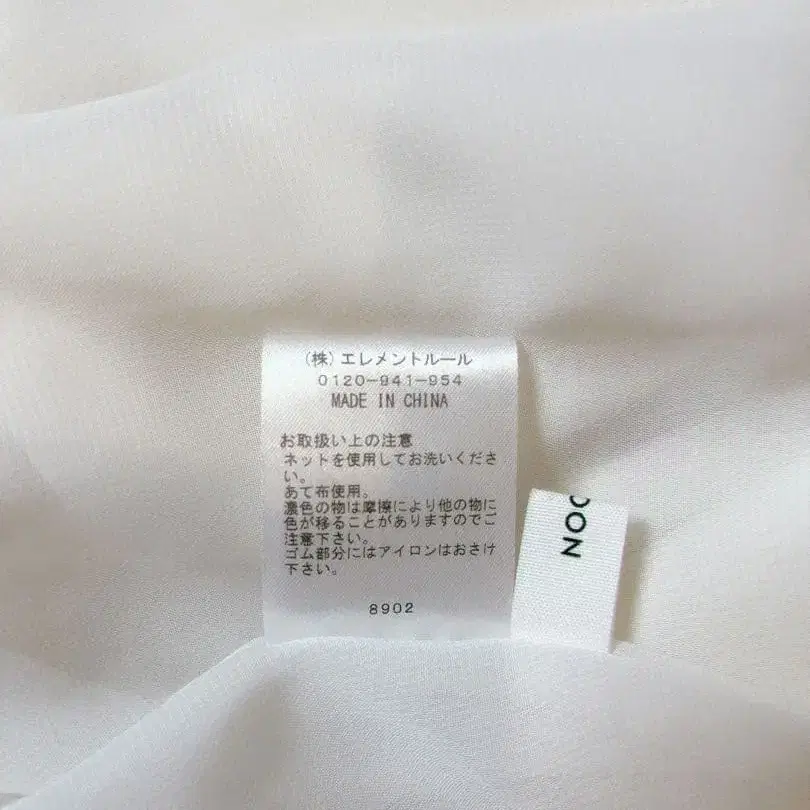 (株)エレメントルール
0120-941-954
MADE IN CHINA
お取扱い上の注意
ネットを使用してお洗いくださ
い。
あて布使用。
濃色の物は摩擦により他の物に
色が移ることがありますのでご
注意下さい。
ゴム部分にはアイロンはおさけ
下さい。
8902
NOC